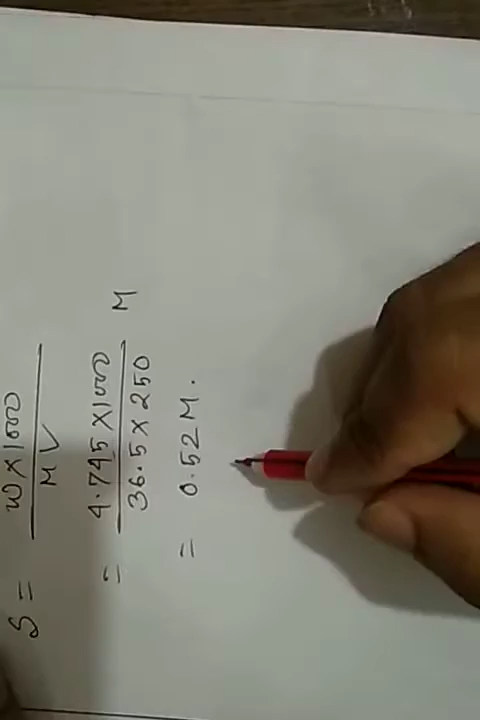 S = w × 1000 / MV
= 4.745 × 1000 / 36.5 × 250 M
= 0.52 M.